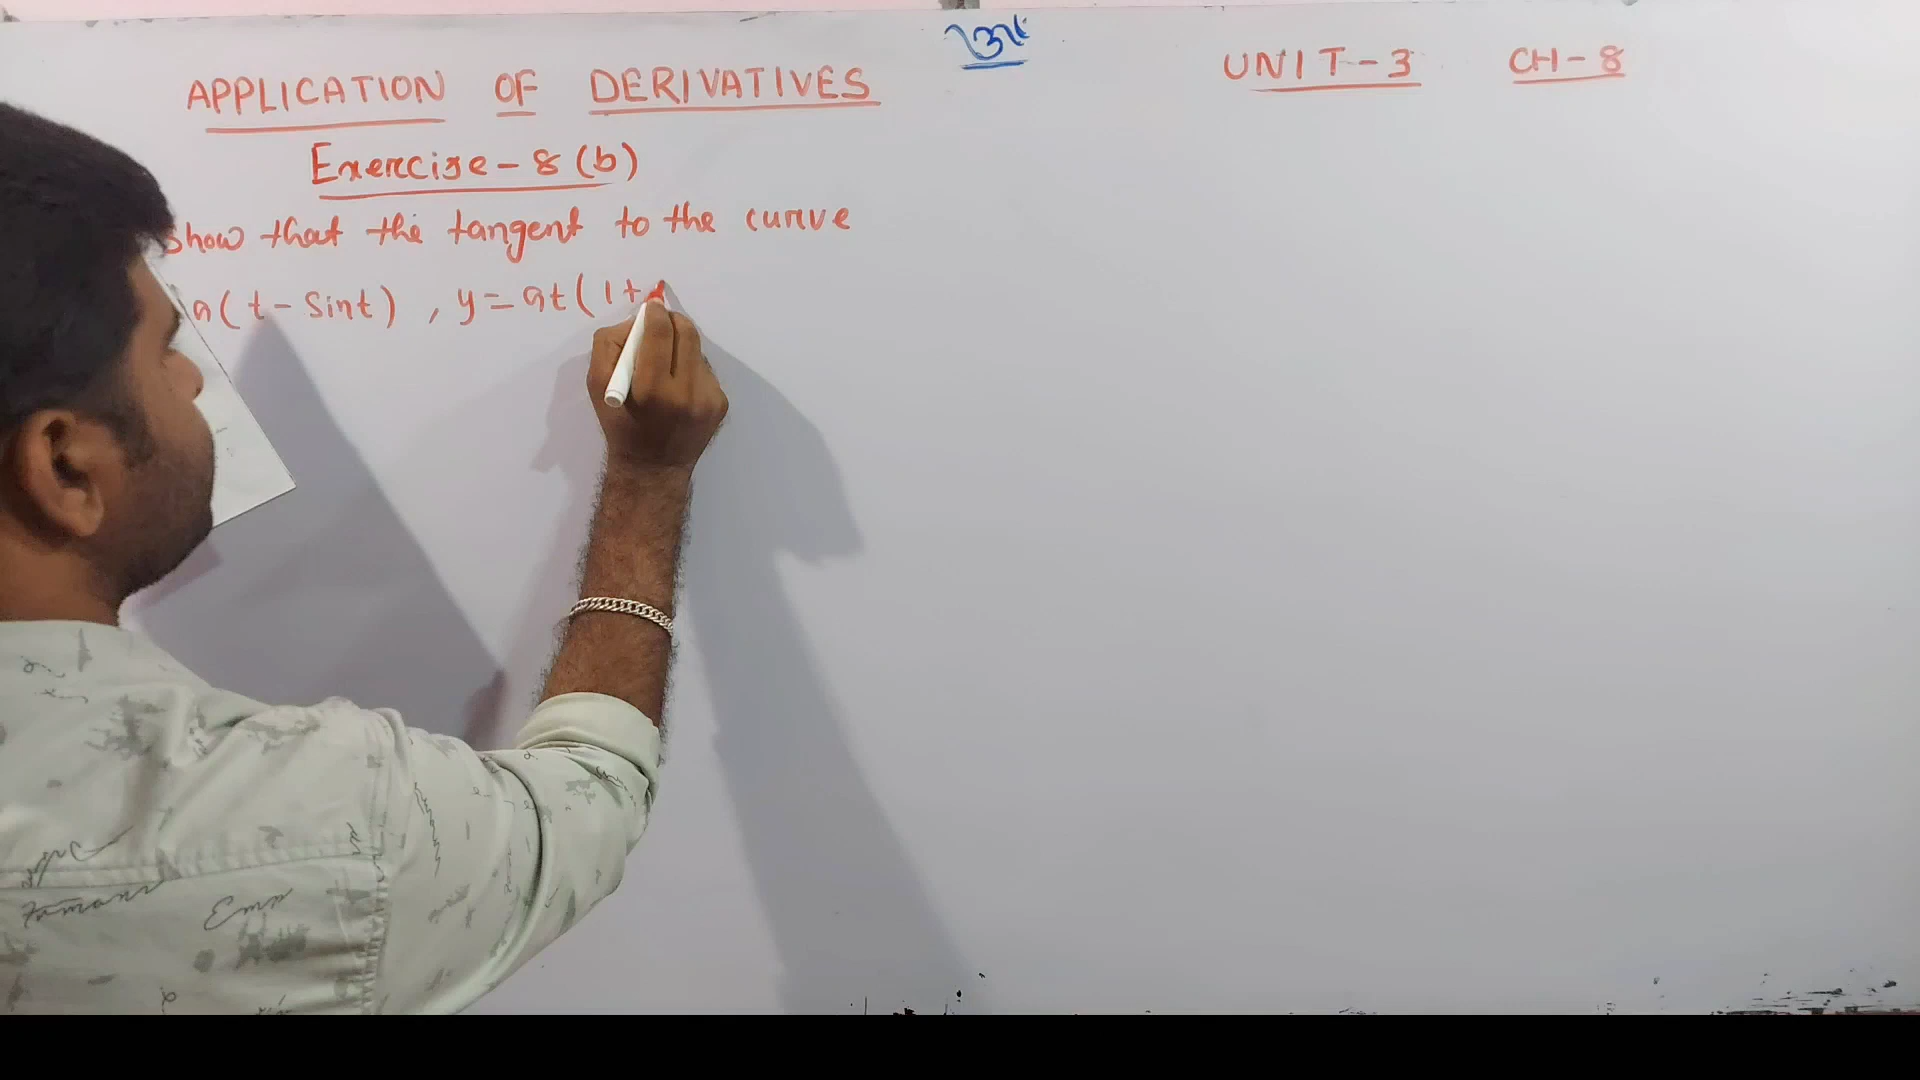 APPLICATION OF DERIVATIVES
UNIT-3 CH-8
Exercise-8(b)
show that the tangent to the curve
a(t - Sint), y = at(1+